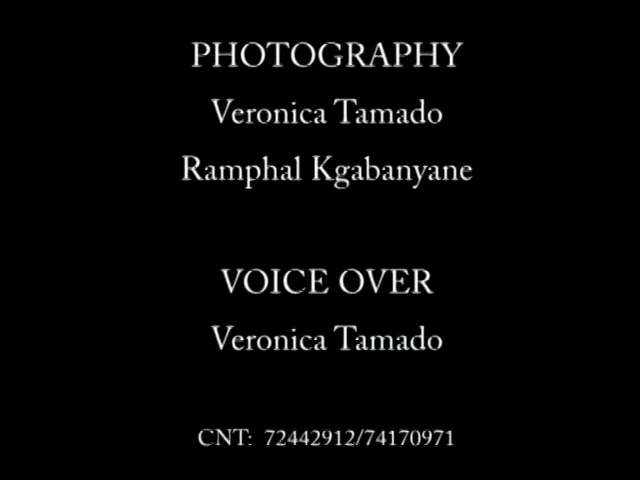 PHOTOGRAPHY
Veronica Tamado
Ramphal Kgabanyane
VOICE OVER
Veronica Tamado
CNT: 72442912/74170971